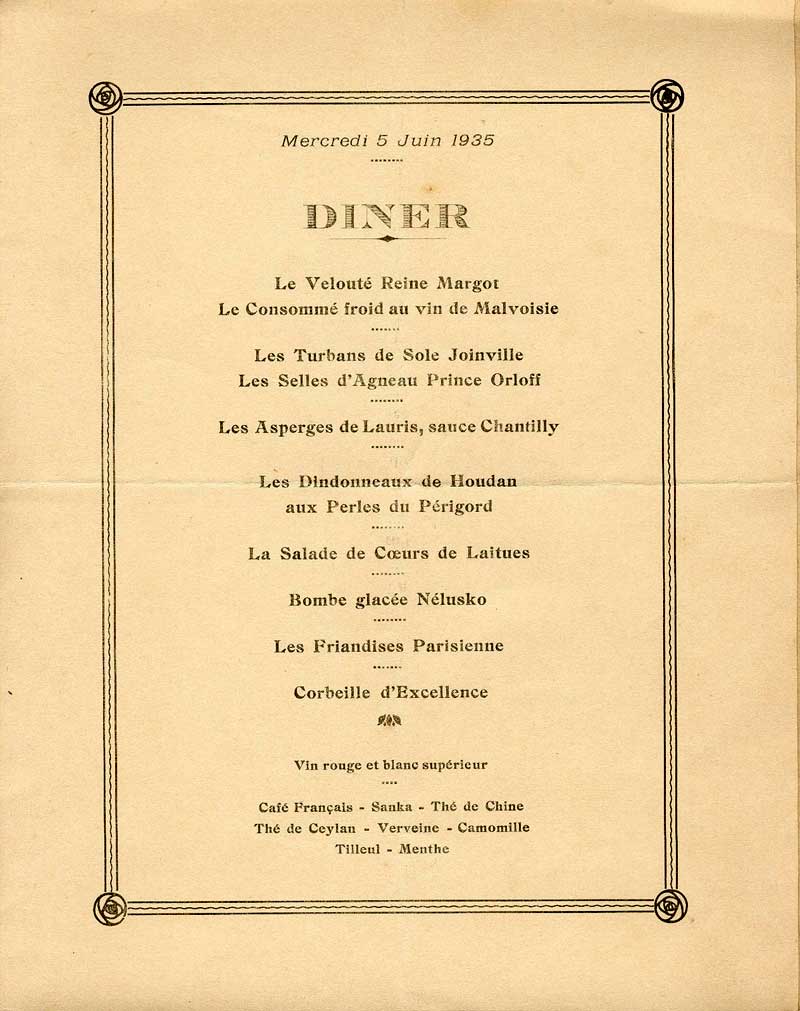 Mercredi 5 Juin 1935
DINER
Le Velouté Reine Margot
Le Consommé froid au vin de Malvoisie
Les Turbans de Sole Joinville
Les Selles d'Agneau Prince Orloff
Les Asperges de Lauris, sauce Chantilly
Les Dindonneaux de Houdan
aux Perles du Périgord
La Salade de Cœurs de Laitues
Bombe glacée Nélusko
Les Friandises Parisienne
Corbeille d'Excellence
Vin rouge et blanc supérieur
Café Français - Sanka - Thé de Chine
Thé de Ceylan - Verveine - Camomille
Tilleul - Menthe